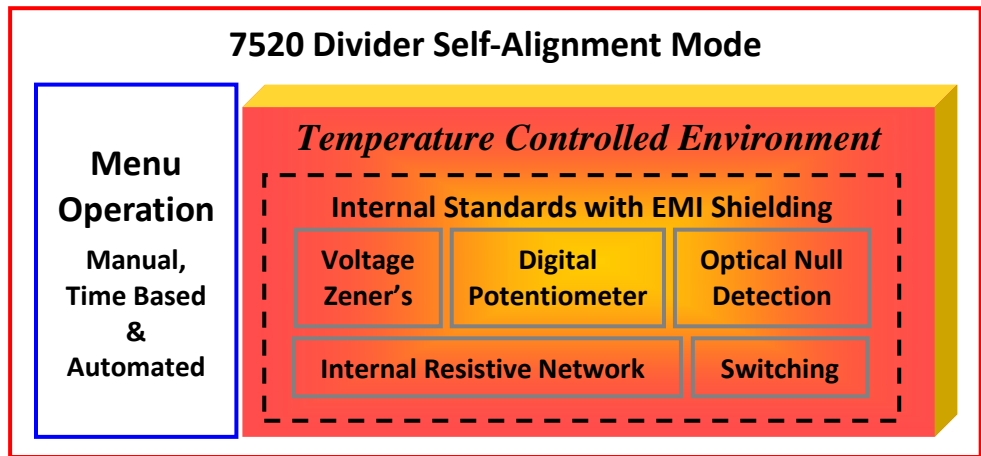 7520 Divider Self-Alignment Mode
Menu
Operation
Manual,
Time Based
&
Automated
Temperature Controlled Environment
Internal Standards with EMI Shielding
Voltage
Zener's
Digital
Potentiometer
Optical Null
Detection
Internal Resistive Network
Switching